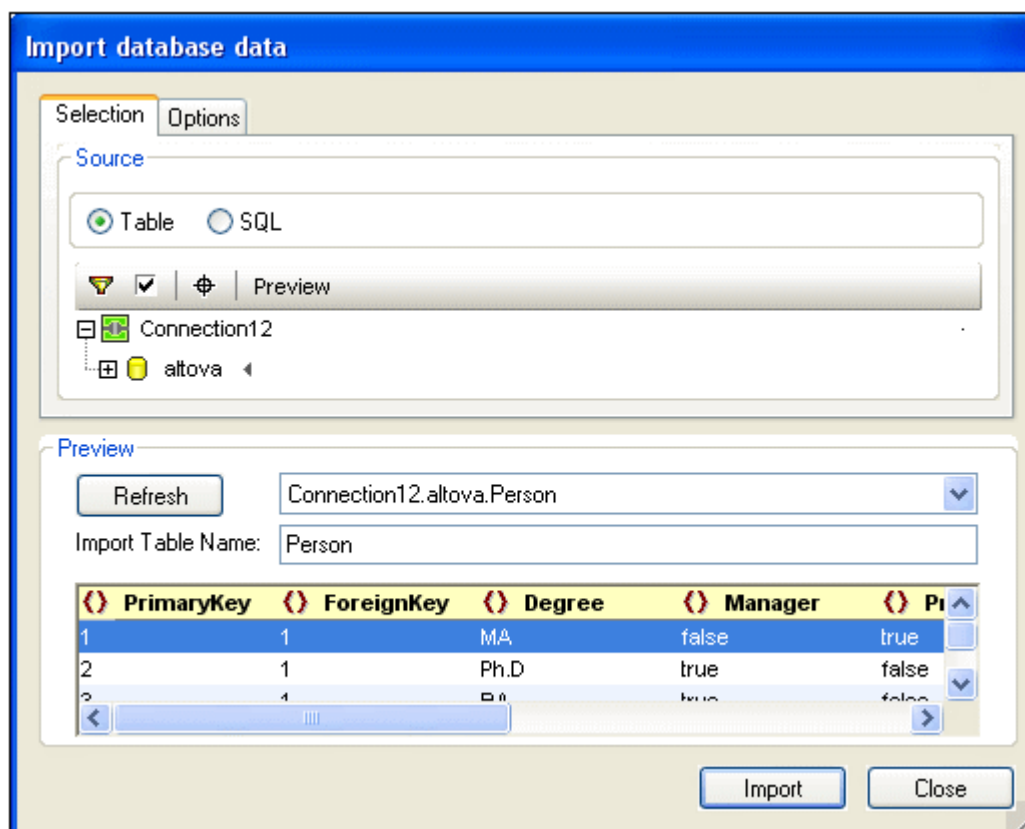 Import database data
Selection Options
Source
Table SQL
Preview
Connection12
altova
Preview
Refresh Connection12.altova.Person
Import Table Name: Person
PrimaryKey ForeignKey Degree Manager
1 1 MA false true
2 1 Ph.D true false
Import Close